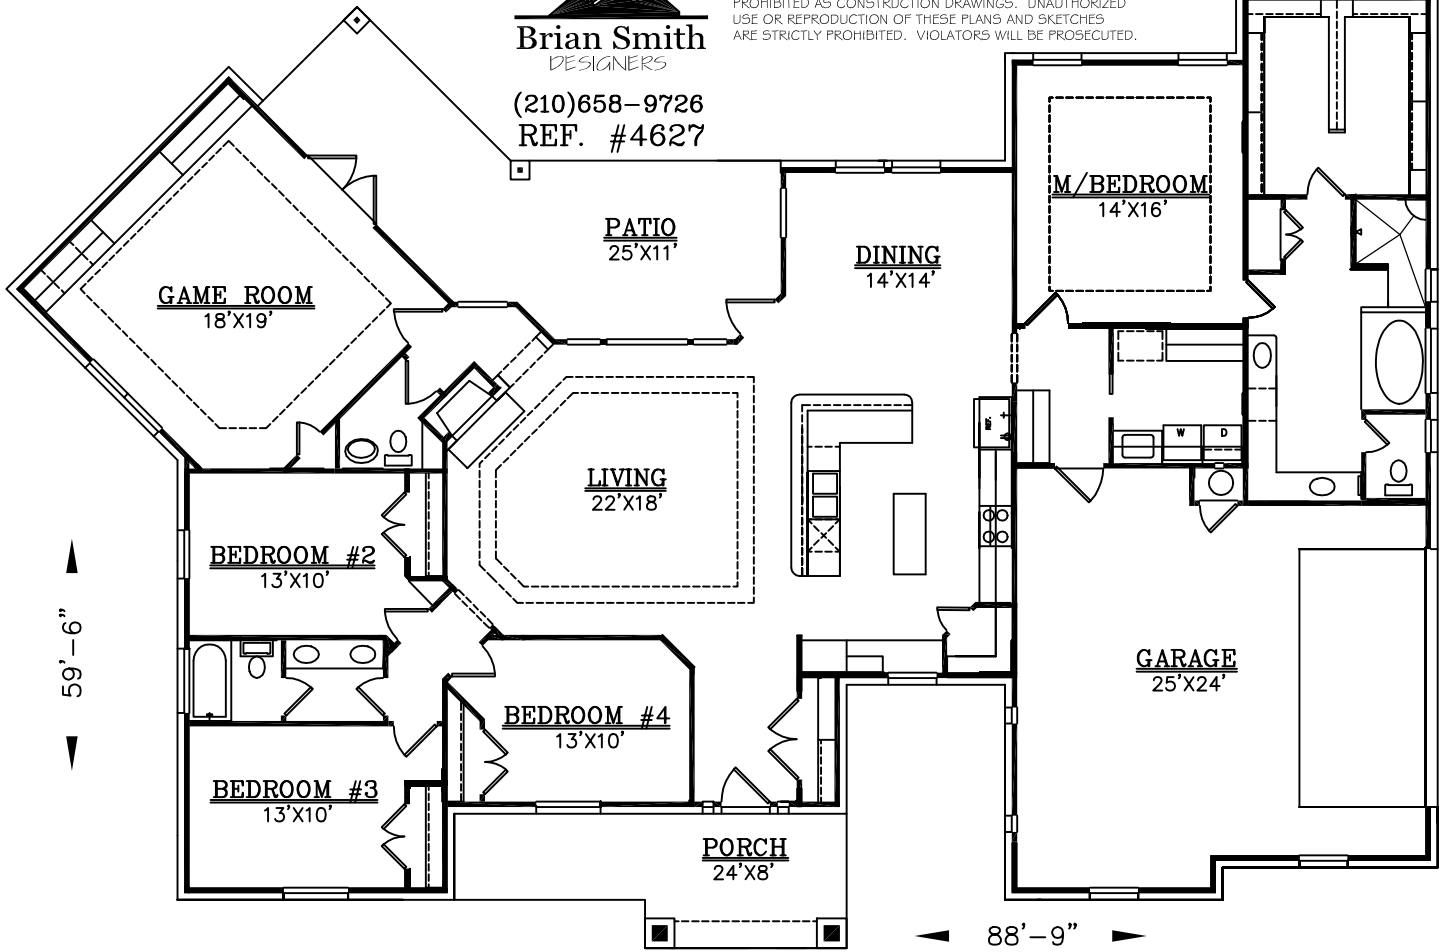 PROHIBITED AS CONSTRUCTION DRAWINGS. UNAUTHORIZED
USE OR REPRODUCTION OF THESE PLANS AND SKETCHES
ARE STRICTLY PROHIBITED. VIOLATORS WILL BE PROSECUTED.
Brian Smith
DESIGNERS
(210)658-9726
REF. #4627
M/BEDROOM
14'X16'
PATIO
25'X11'
DINING
14'X14'
GAME ROOM
18'X19'
REF.
W
D
LIVING
22'X18'
BEDROOM #2
13'X10'
59'-6"
GARAGE
25'X24'
BEDROOM #4
13'X10'
BEDROOM #3
13'X10'
PORCH
24'X8'
88'-9"